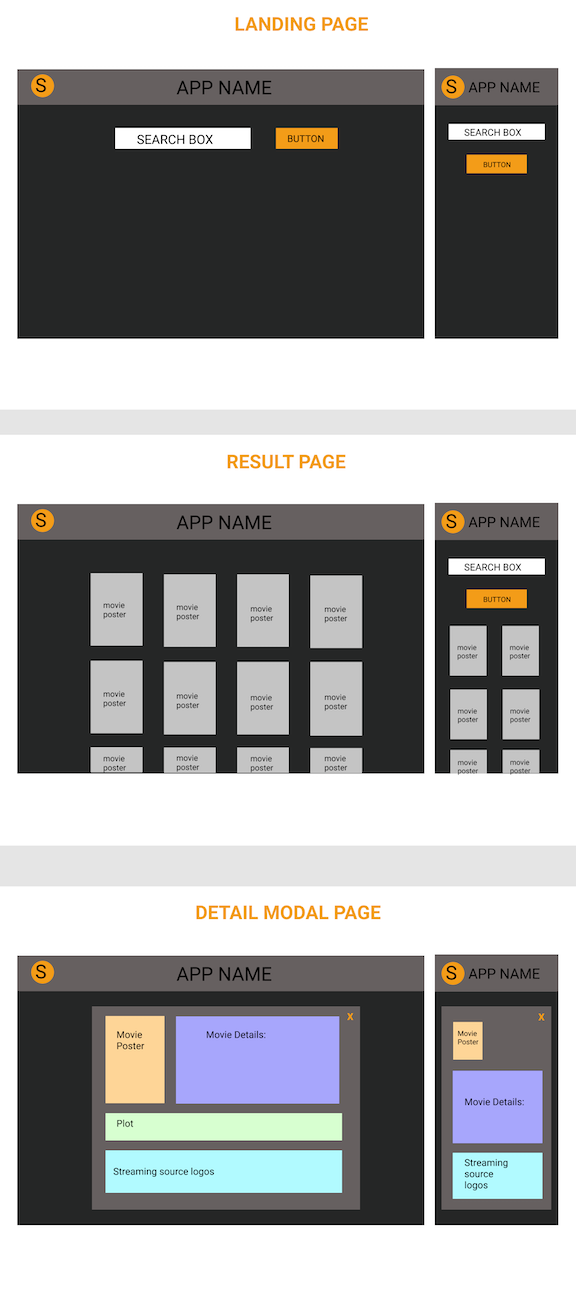 LANDING PAGE
S APP NAME
SEARCH BOX BUTTON
S APP NAME
SEARCH BOX
BUTTON
RESULT PAGE
S APP NAME
movie poster
movie poster
movie poster
movie poster
movie poster
movie poster
movie poster
movie poster
movie poster
movie poster
movie poster
movie poster
S APP NAME
SEARCH BOX
BUTTON
movie poster
movie poster
movie poster
movie poster
movie poster
movie poster
DETAIL MODAL PAGE
S APP NAME
X
Movie
Poster
Movie Details:
Plot
Streaming source logos
S APP NAME
X
Movie
Poster
Movie Details:
Streaming
source
logos